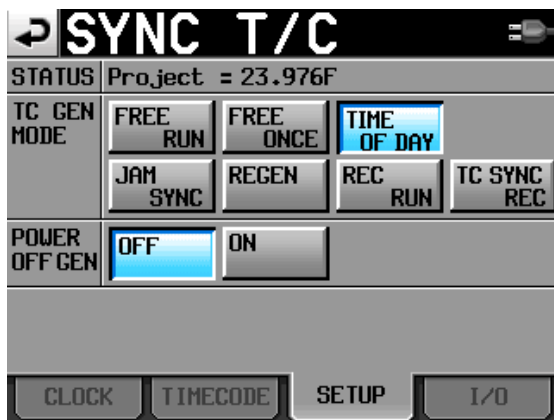 SYNC T/C
STATUS Project = 23.976F
TC GEN MODE
FREE RUN
FREE ONCE
TIME OF DAY
JAM SYNC
REGEN
REC RUN
TC SYNC REC
POWER OFF GEN
OFF
ON
CLOCK
TIMECODE
SETUP
I/O